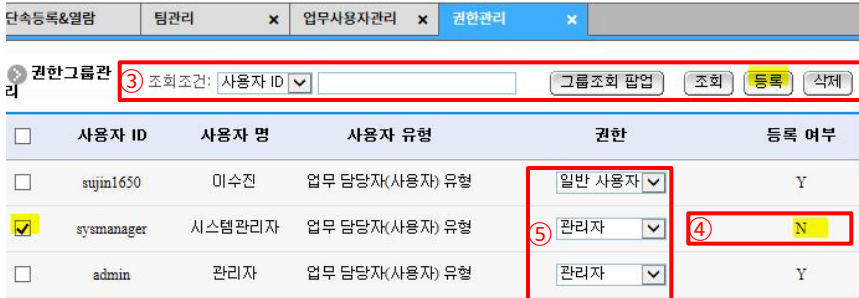 단속등록&열람 팀관리 x 업무사용자관리 x 권한관리 x
권한그룹관리 ③ 조회조건: 사용자 ID 그룹조회 팝업 조회 등록 삭제
사용자 ID 사용자 명 사용자 유형 권한 등록 여부
sujin1650 이수진 업무 담당자(사용자) 유형 일반 사용자 Y
sysmanager 시스템관리자 업무 담당자(사용자) 유형 ⑤ 관리자 ④ N
admin 관리자 업무 담당자(사용자) 유형 관리자 Y